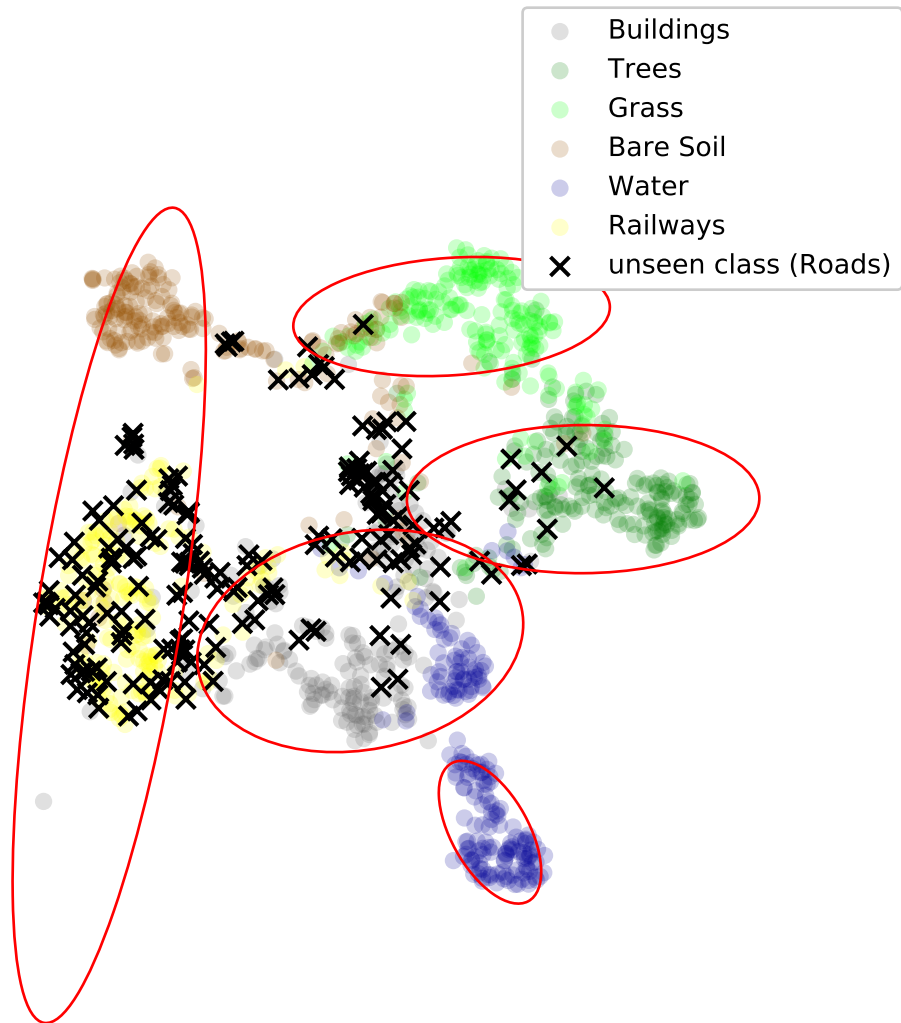 Buildings
Trees
Grass
Bare Soil
Water
Railways
unseen class (Roads)